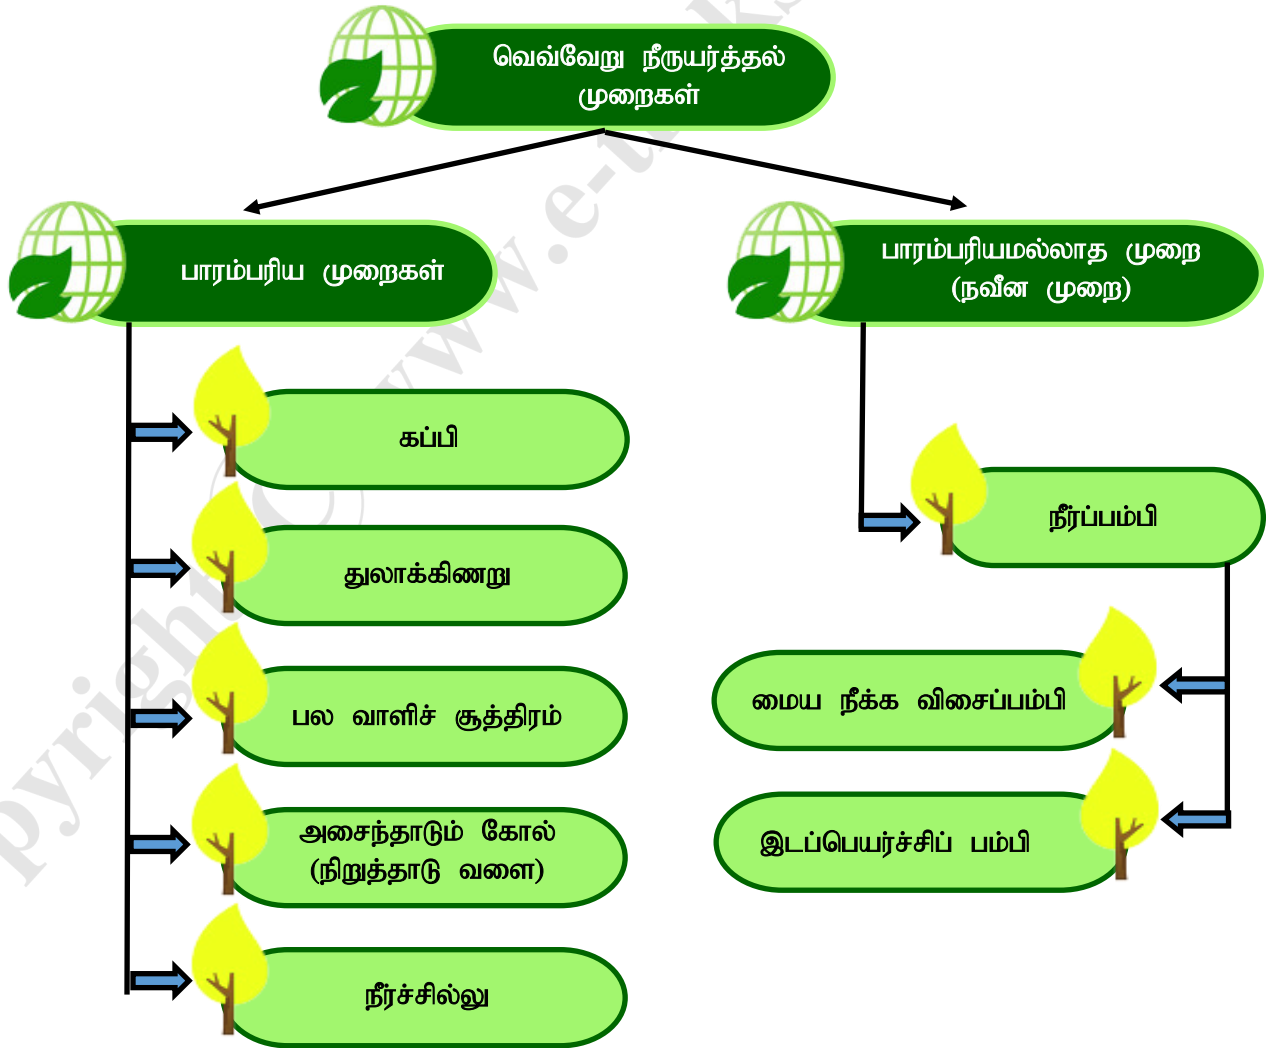 வெவ்வேறு நீருயர்த்தல்
முறைகள்
பாரம்பரிய முறைகள்
கப்பி
துலாக்கிணறு
பல வாளிச் சூத்திரம்
அசைந்தாடும் கோல்
(நிறுத்தாடு வளை)
நீர்ச்சில்லு
பாரம்பரியமல்லாத முறை
(நவீன முறை)
நீர்ப்பம்பி
மைய நீக்க விசைப்பம்பி
இடப்பெயர்ச்சிப் பம்பி